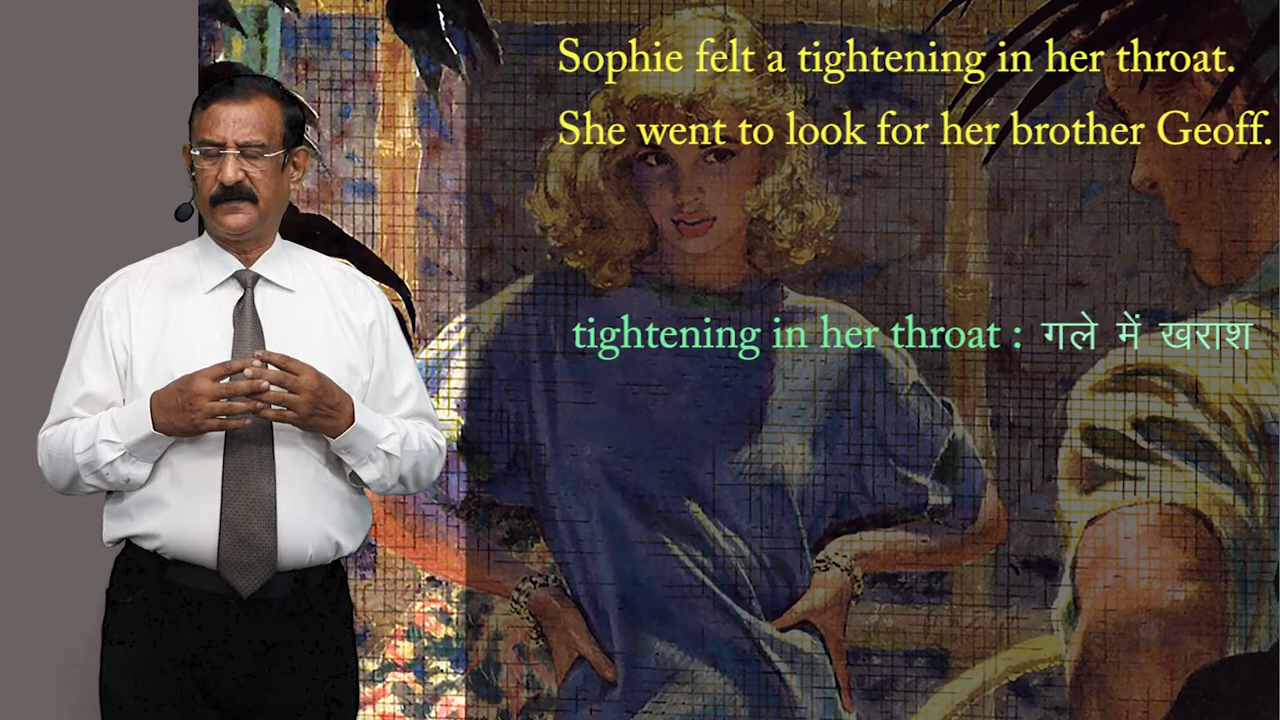 Sophie felt a tightening in her throat.
She went to look for her brother Geoff.
tightening in her throat : गले में खराश